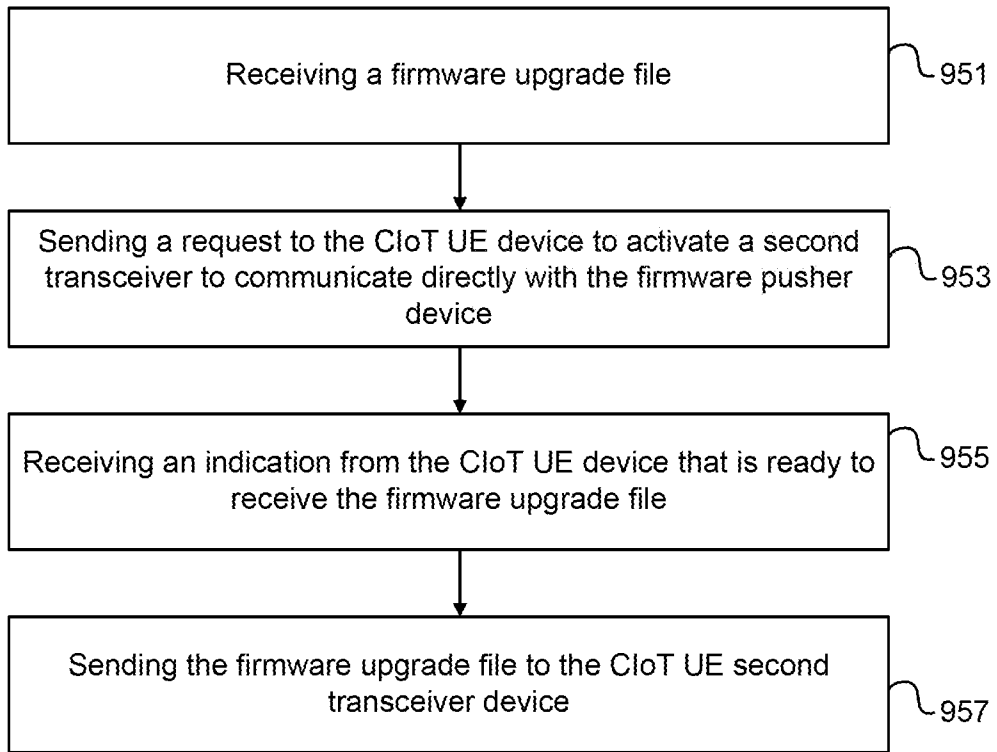 Receiving a firmware upgrade file
951
Sending a request to the CIoT UE device to activate a second
transceiver to communicate directly with the firmware pusher
device
953
Receiving an indication from the CIoT UE device that is ready to
receive the firmware upgrade file
955
Sending the firmware upgrade file to the CIoT UE second
transceiver device
957